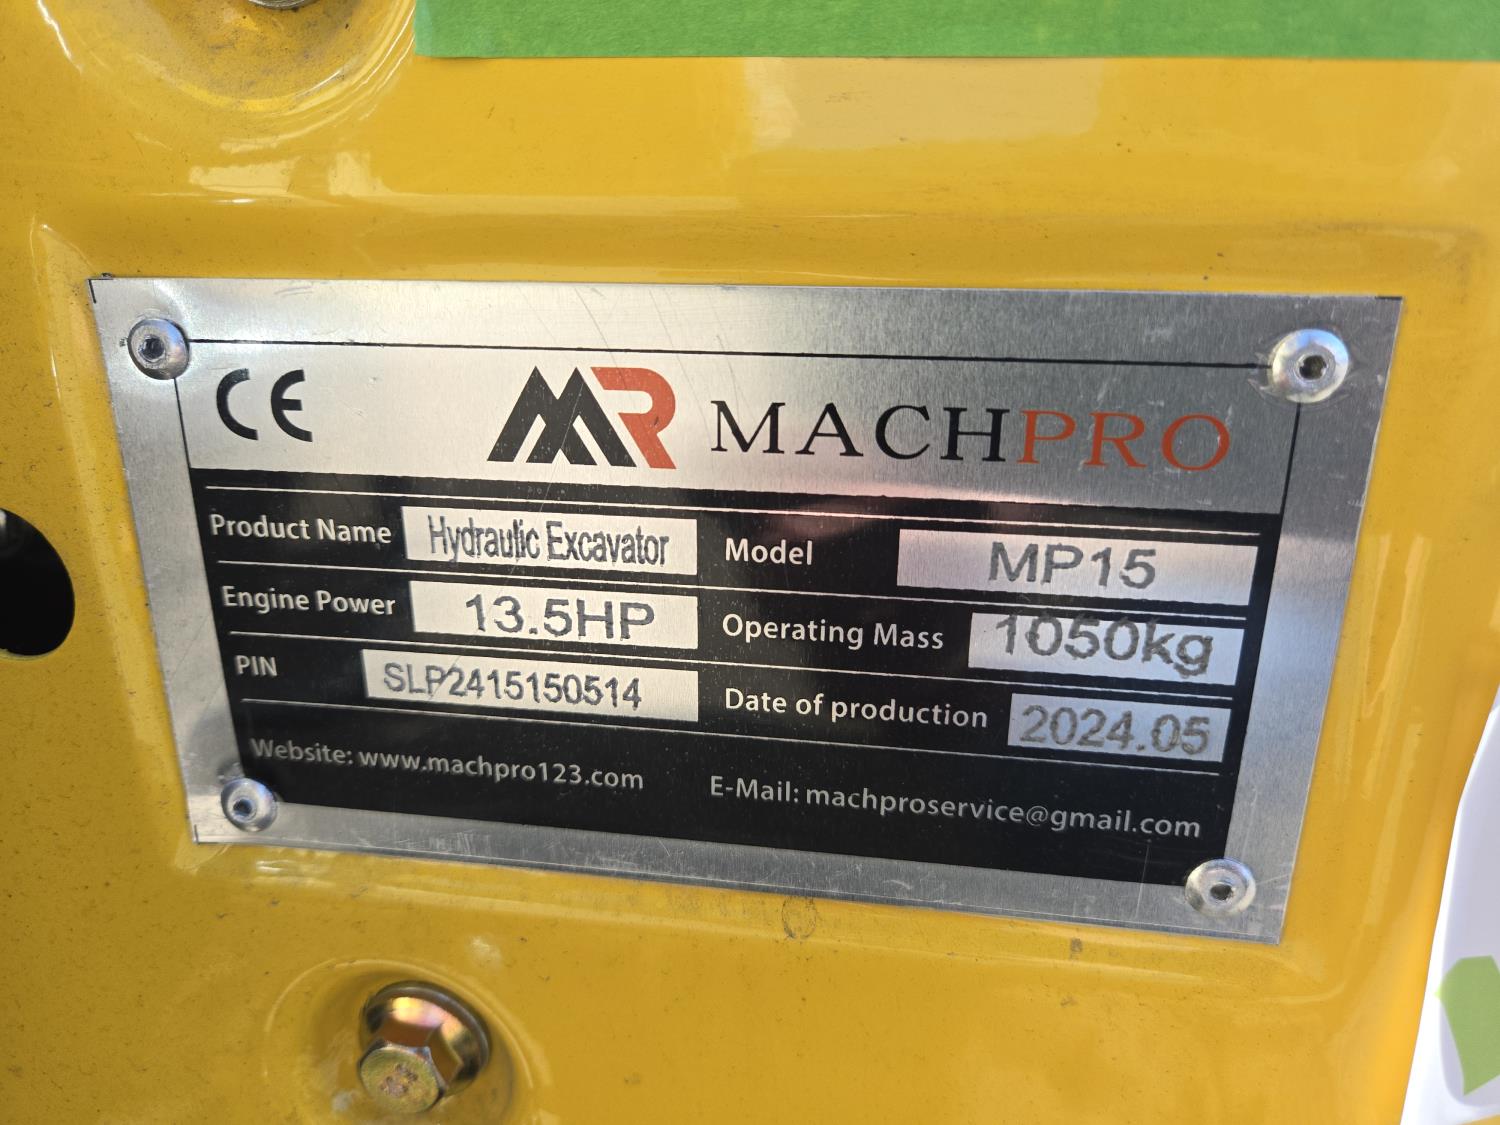 CE MR MACHPRO
Product Name Hydraulic Excavator Model MP15
Engine Power 13.5HP Operating Mass 1050kg
PIN SLP2415150514 Date of production 2024.05
Website: www.machpro123.com E-Mail: machproservice@gmail.com